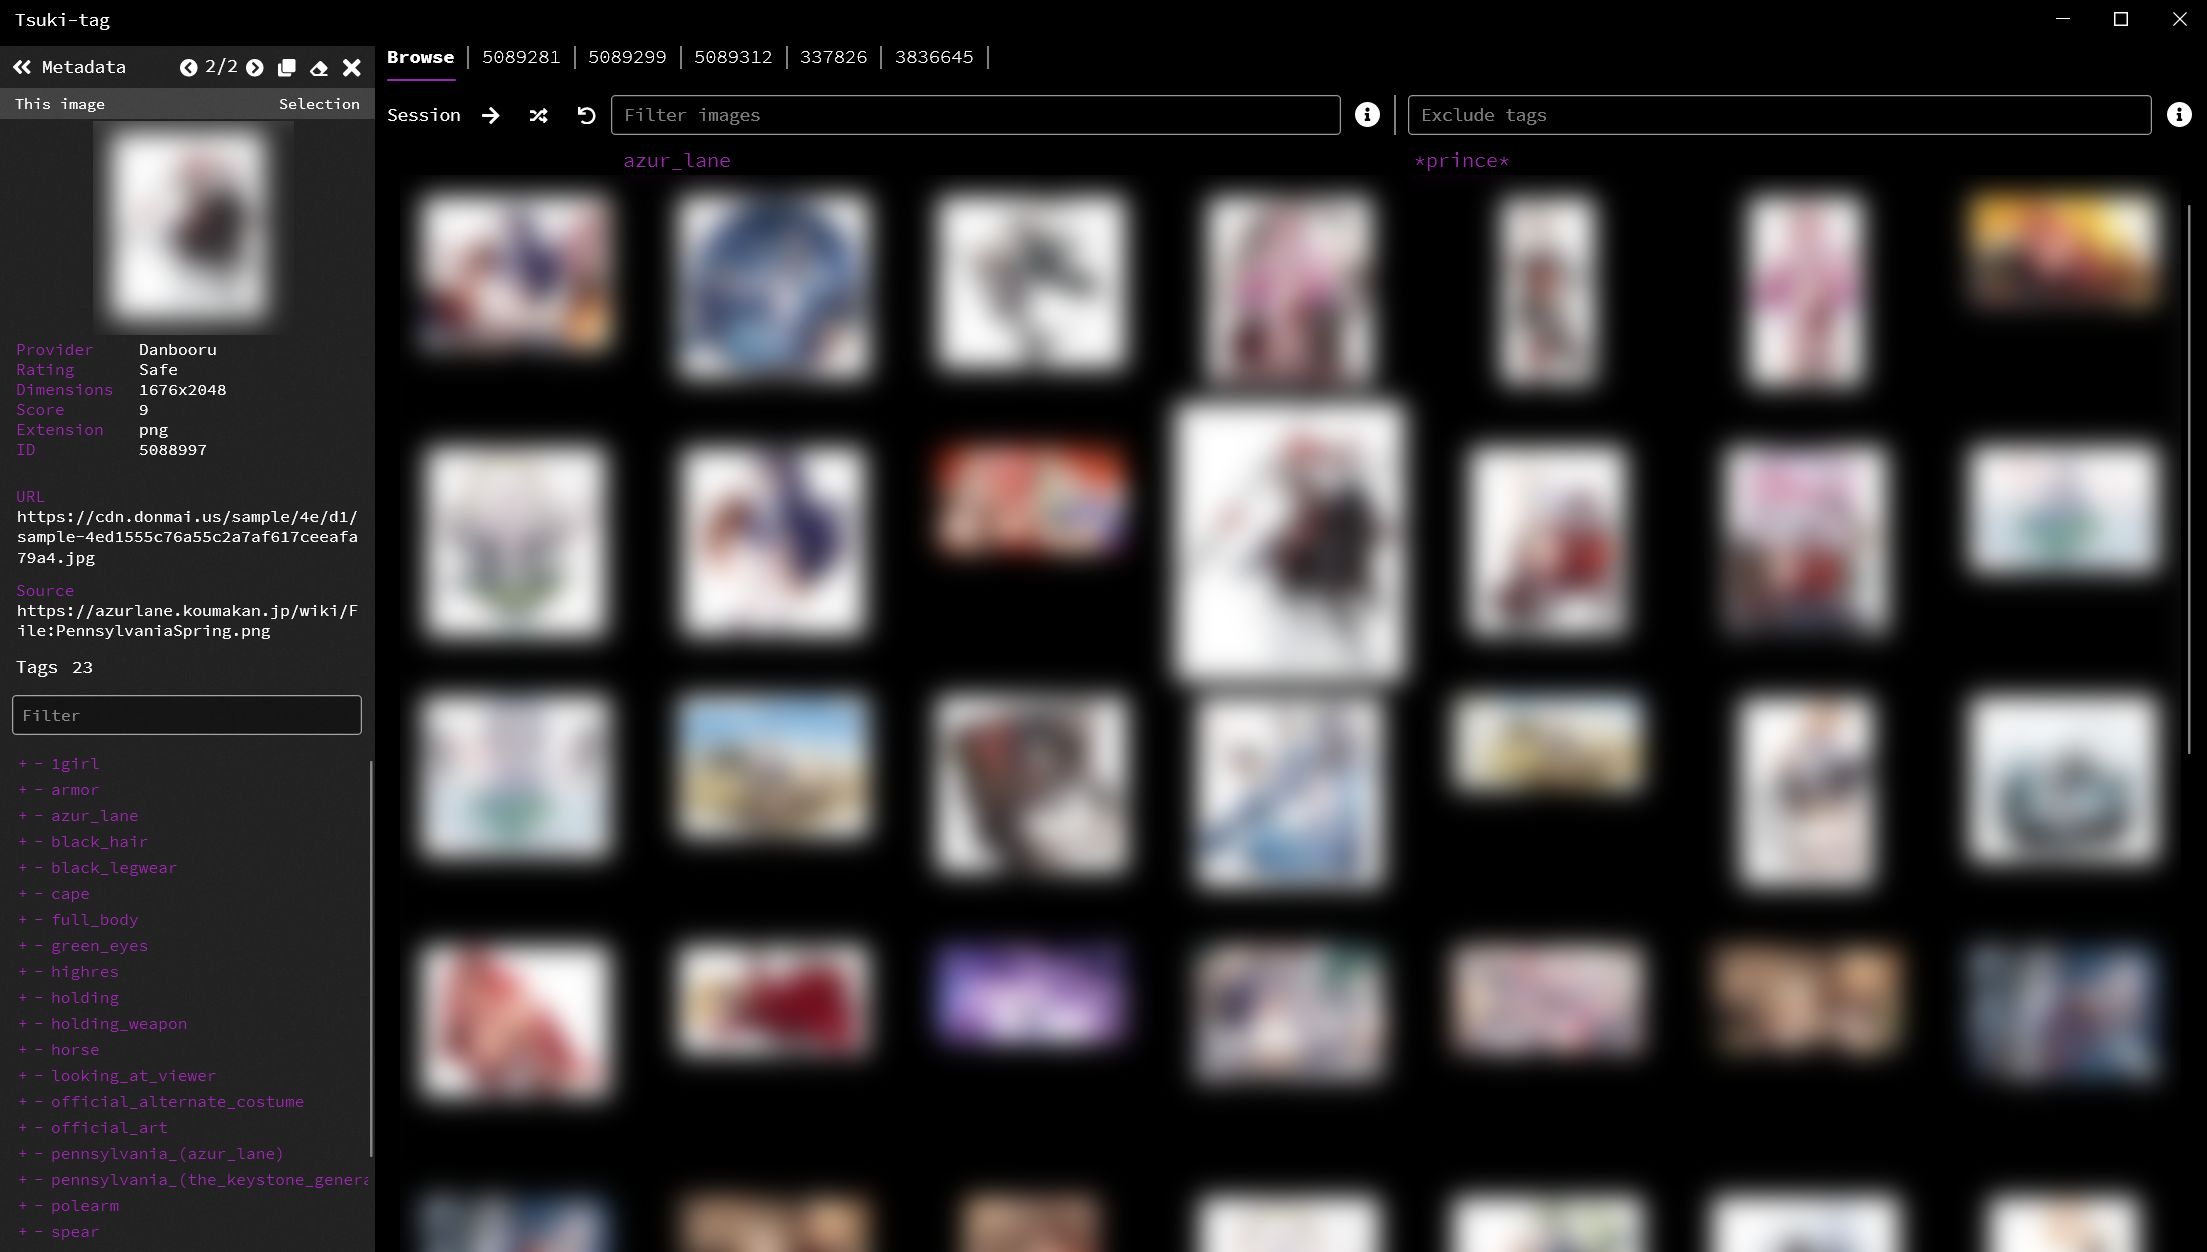 Tsuki-tag
Metadata 2/2
This image Selection
Provider Danbooru
Rating Safe
Dimensions 1676x2048
Score 9
Extension png
ID 5088997
URL
https://cdn.donmai.us/sample/4e/d1/
sample-4ed1555c76a55c2a7af617ceeafa
79a4.jpg
Source
https://azurlane.koumakan.jp/wiki/F
ile:PennsylvaniaSpring.png
Tags 23
Filter
+ - 1girl
+ - armor
+ - azur_lane
+ - black_hair
+ - black_legwear
+ - cape
+ - full_body
+ - green_eyes
+ - highres
+ - holding
+ - holding_weapon
+ - horse
+ - looking_at_viewer
+ - official_alternate_costume
+ - official_art
+ - pennsylvania_(azur_lane)
+ - pennsylvania_(the_keystone_genera
+ - polearm
+ - spear
Browse | 5089281 | 5089299 | 5089312 | 337826 | 3836645 |
Session Filter images Exclude tags
azur_lane *prince*